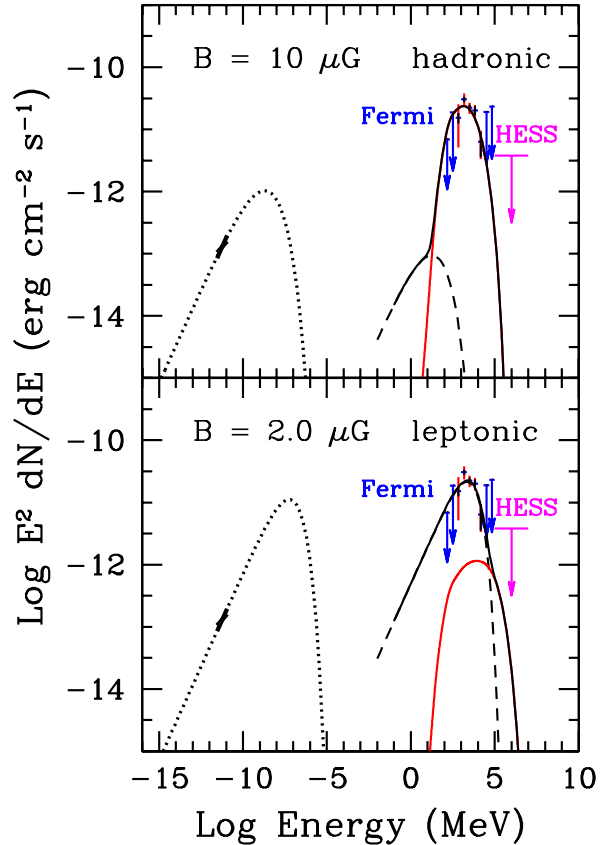 B = 10 μG hadronic
−10
Fermi
HESS
−12
−14
B = 2.0 μG leptonic
−10
Fermi
HESS
−12
−14
−15 −10 −5 0 5 10
Log Energy (MeV)
Log E² dN/dE (erg cm⁻² s⁻¹)